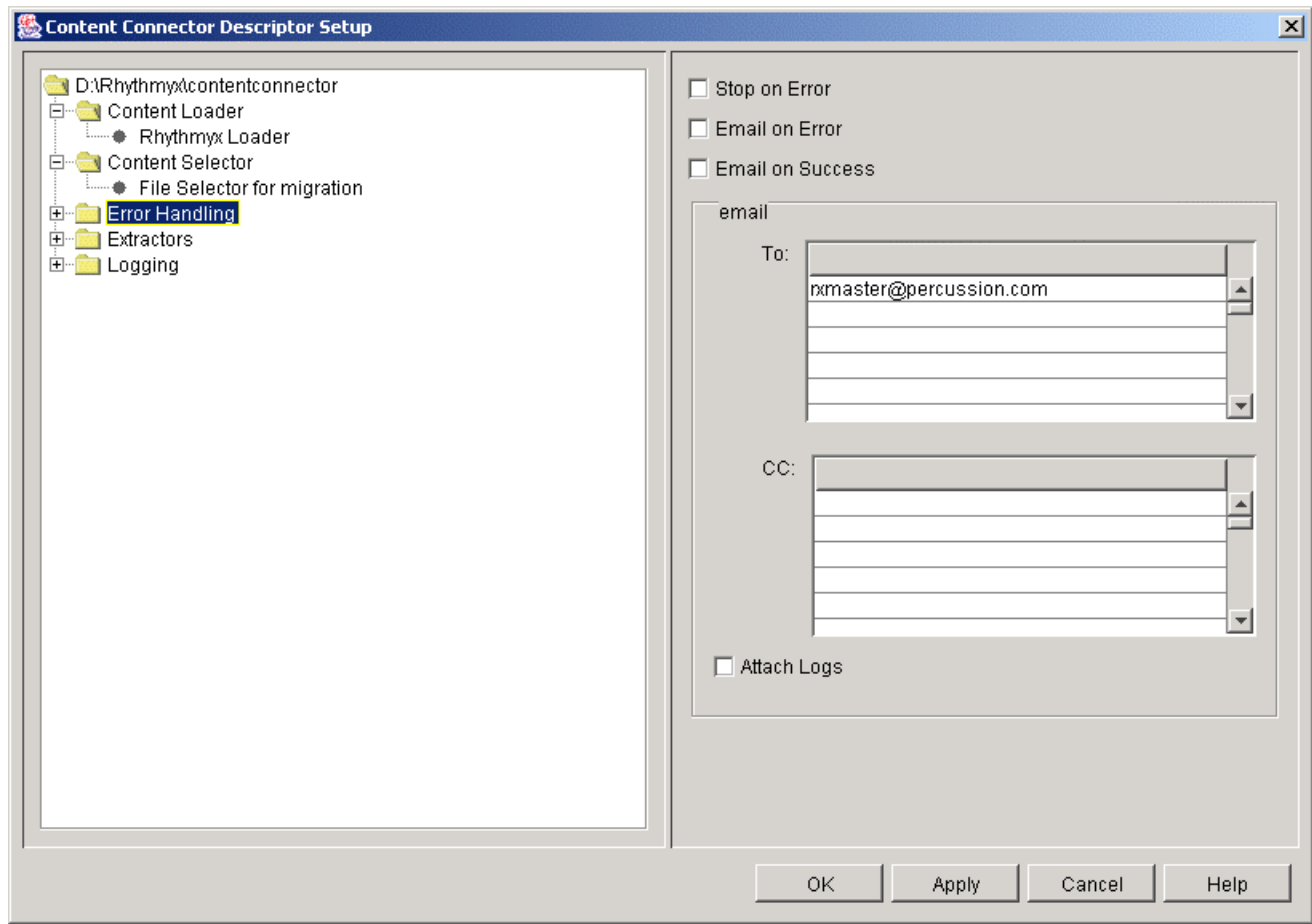 Content Connector Descriptor Setup
D:\Rhythmyx\contentconnector
Content Loader
Rhythmyx Loader
Content Selector
File Selector for migration
Error Handling
Extractors
Logging
Stop on Error
Email on Error
Email on Success
email
To:
rxmaster@percussion.com
CC:
Attach Logs
OK
Apply
Cancel
Help